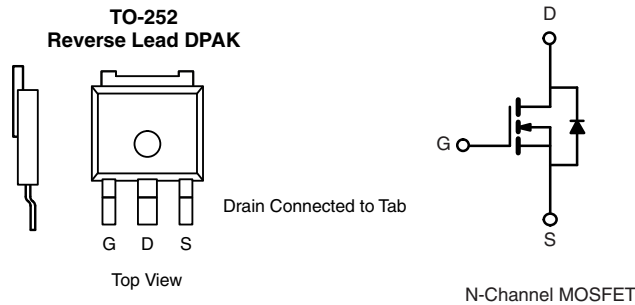 TO-252
Reverse Lead DPAK
Drain Connected to Tab
G D S
Top View
D
G
S
N-Channel MOSFET